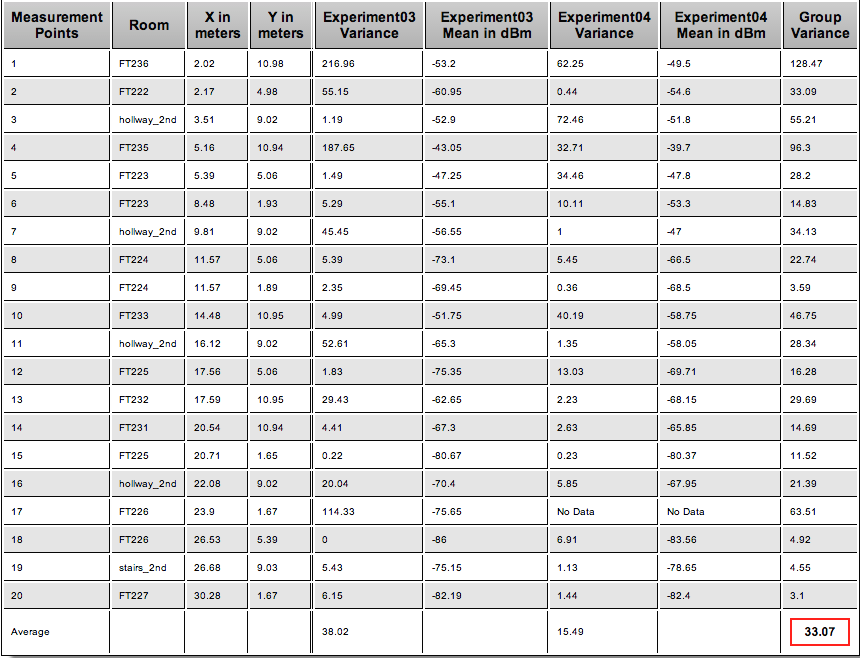 Measurement Points Room X in meters Y in meters Experiment03 Variance Experiment03 Mean in dBm Experiment04 Variance Experiment04 Mean in dBm Group Variance
1 FT236 2.02 10.98 216.96 -53.2 62.25 -49.5 128.47
2 FT222 2.17 4.98 55.15 -60.95 0.44 -54.6 33.09
3 hollway_2nd 3.51 9.02 1.19 -52.9 72.46 -51.8 55.21
4 FT235 5.16 10.94 187.65 -43.05 32.71 -39.7 96.3
5 FT223 5.39 5.06 1.49 -47.25 34.46 -47.8 28.2
6 FT223 8.48 1.93 5.29 -55.1 10.11 -53.3 14.83
7 hollway_2nd 9.81 9.02 45.45 -56.55 1 -47 34.13
8 FT224 11.57 5.06 5.39 -73.1 5.45 -66.5 22.74
9 FT224 11.57 1.89 2.35 -69.45 0.36 -68.5 3.59
10 FT233 14.48 10.95 4.99 -51.75 40.19 -58.75 46.75
11 hollway_2nd 16.12 9.02 52.61 -65.3 1.35 -58.05 28.34
12 FT225 17.56 5.06 1.83 -75.35 13.03 -69.71 16.28
13 FT232 17.59 10.95 29.43 -62.65 2.23 -68.15 29.69
14 FT231 20.54 10.94 4.41 -67.3 2.63 -65.85 14.69
15 FT225 20.71 1.65 0.22 -80.67 0.23 -80.37 11.52
16 hollway_2nd 22.08 9.02 20.04 -70.4 5.85 -67.95 21.39
17 FT226 23.9 1.67 114.33 -75.65 No Data No Data 63.51
18 FT226 26.53 5.39 0 -86 6.91 -83.56 4.92
19 stairs_2nd 26.68 9.03 5.43 -75.15 1.13 -78.65 4.55
20 FT227 30.28 1.67 6.15 -82.19 1.44 -82.4 3.1
Average 38.02 15.49 33.07